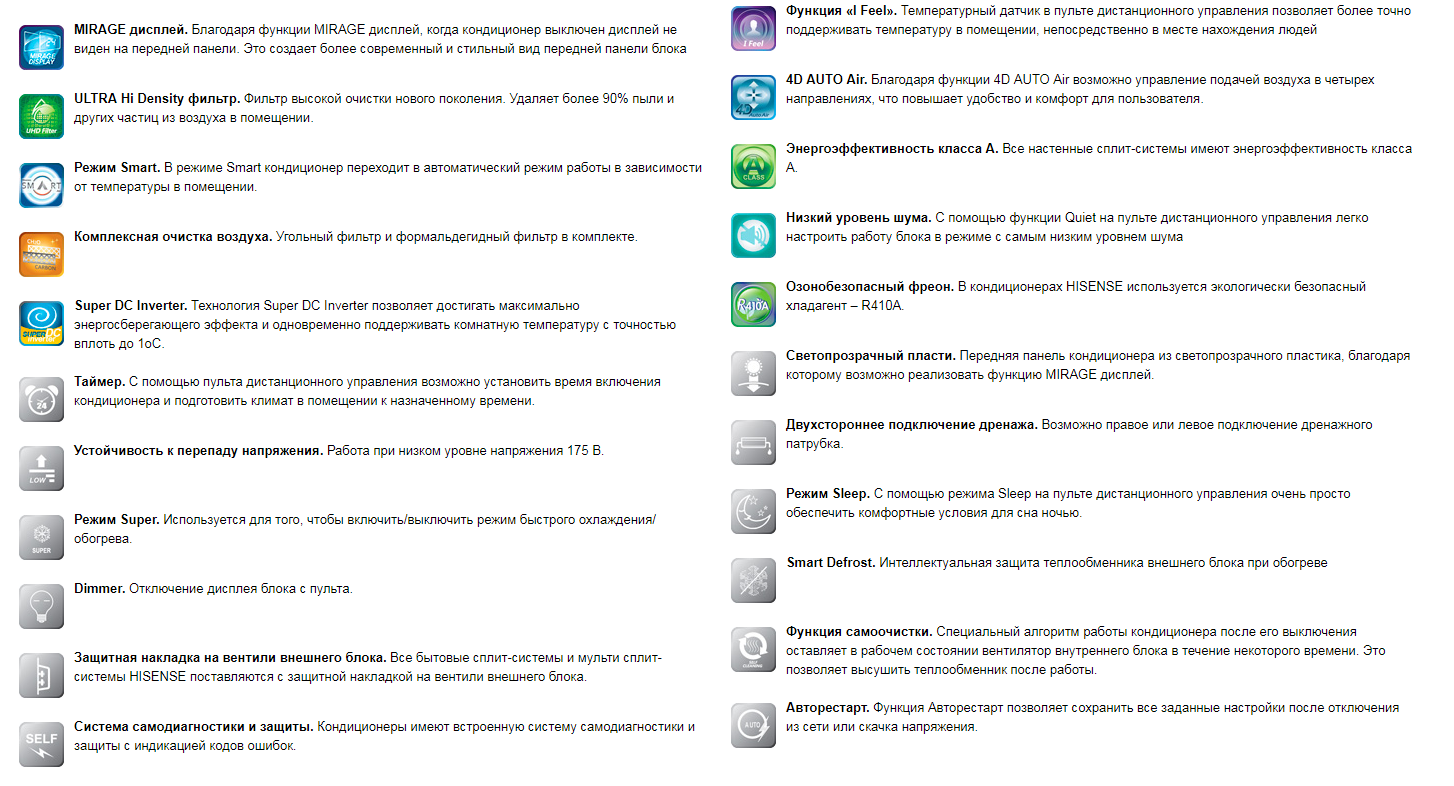 MIRAGE DISPLAY
MIRAGE дисплей. Благодаря функции MIRAGE дисплей, когда кондиционер выключен дисплей не
виден на передней панели. Это создает более современный и стильный вид передней панели блока
UHD Filter
ULTRA Hi Density фильтр. Фильтр высокой очистки нового поколения. Удаляет более 90% пыли и
других частиц из воздуха в помещении.
SMART
Режим Smart. В режиме Smart кондиционер переходит в автоматический режим работы в зависимости
от температуры в помещении.
CARBON
Комплексная очистка воздуха. Угольный фильтр и формальдегидный фильтр в комплекте.
SUPER DC
Inverter
Super DC Inverter. Технология Super DC Inverter позволяет достигать максимально
энергосберегающего эффекта и одновременно поддерживать комнатную температуру с точностью
вплоть до 1оС.
24
Таймер. С помощью пульта дистанционного управления возможно установить время включения
кондиционера и подготовить климат в помещении к назначенному времени.
LOW
Устойчивость к перепаду напряжения. Работа при низком уровне напряжения 175 В.
SUPER
Режим Super. Используется для того, чтобы включить/выключить режим быстрого охлаждения/
обогрева.
Dimmer. Отключение дисплея блока с пульта.
Защитная накладка на вентили внешнего блока. Все бытовые сплит-системы и мульти сплит-
системы HISENSE поставляются с защитной накладкой на вентили внешнего блока.
SELF
Система самодиагностики и защиты. Кондиционеры имеют встроенную систему самодиагностики и
защиты с индикацией кодов ошибок.
I Feel
Функция «I Feel». Температурный датчик в пульте дистанционного управления позволяет более точно
поддерживать температуру в помещении, непосредственно в месте нахождения людей
4D Auto Air
4D AUTO Air. Благодаря функции 4D AUTO Air возможно управление подачей воздуха в четырех
направлениях, что повышает удобство и комфорт для пользователя.
A
CLASS
Энергоэффективность класса А. Все настенные сплит-системы имеют энергоэффективность класса
А.
Низкий уровень шума. С помощью функции Quiet на пульте дистанционного управления легко
настроить работу блока в режиме с самым низким уровнем шума
R410A
Озонобезопасный фреон. В кондиционерах HISENSE используется экологически безопасный
хладагент – R410A.
Светопрозрачный пласти. Передняя панель кондиционера из светопрозрачного пластика, благодаря
которому возможно реализовать функцию MIRAGE дисплей.
Двухстороннее подключение дренажа. Возможно правое или левое подключение дренажного
патрубка.
Режим Sleep. С помощью режима Sleep на пульте дистанционного управления очень просто
обеспечить комфортные условия для сна ночью.
Smart Defrost. Интеллектуальная защита теплообменника внешнего блока при обогреве
SELF
CLEANING
Функция самоочистки. Специальный алгоритм работы кондиционера после его выключения
оставляет в рабочем состоянии вентилятор внутреннего блока в течение некоторого времени. Это
позволяет высушить теплообменник после работы.
AUTO
Авторестарт. Функция Авторестарт позволяет сохранить все заданные настройки после отключения
из сети или скачка напряжения.